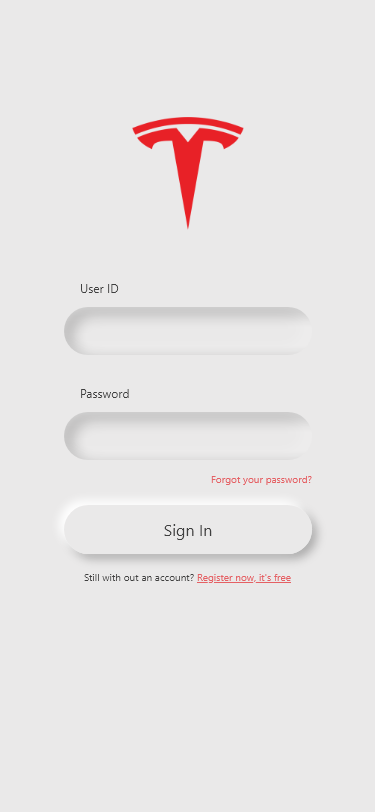 User ID
Password
Forgot your password?
Sign In
Still with out an account? Register now, it's free